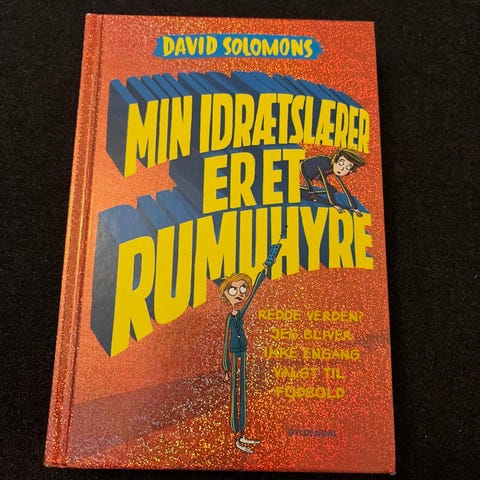 DAVID SOLOMONS
MIN IDRÆTSLÆRER
ER ET
RUMUHYRE
REDDE VERDEN?
JEG BLIVER
IKKE ENGANG
VALGT TIL
FODBOLD
GYLDENDAL